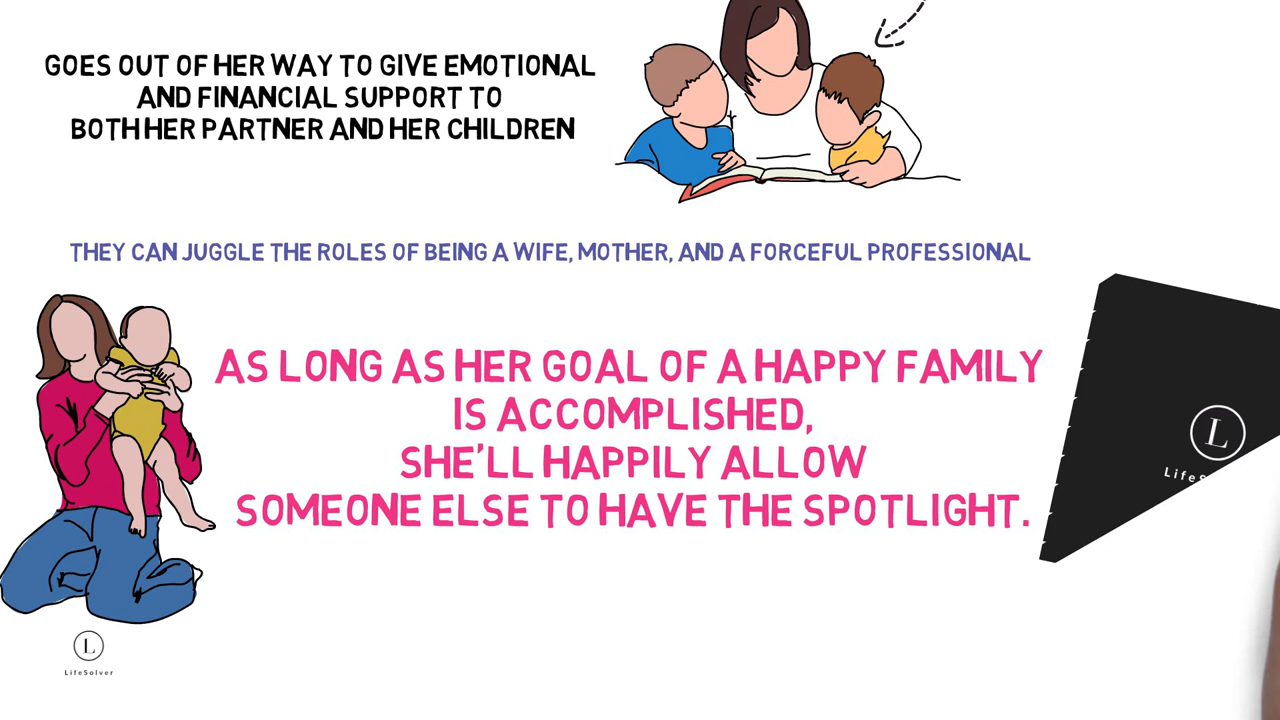 GOES OUT OF HER WAY TO GIVE EMOTIONAL
AND FINANCIAL SUPPORT TO
BOTH HER PARTNER AND HER CHILDREN
THEY CAN JUGGLE THE ROLES OF BEING A WIFE, MOTHER, AND A FORCEFUL PROFESSIONAL
AS LONG AS HER GOAL OF A HAPPY FAMILY
IS ACCOMPLISHED,
SHE'LL HAPPILY ALLOW
SOMEONE ELSE TO HAVE THE SPOTLIGHT.
L
LifeS
L
LifeSolver